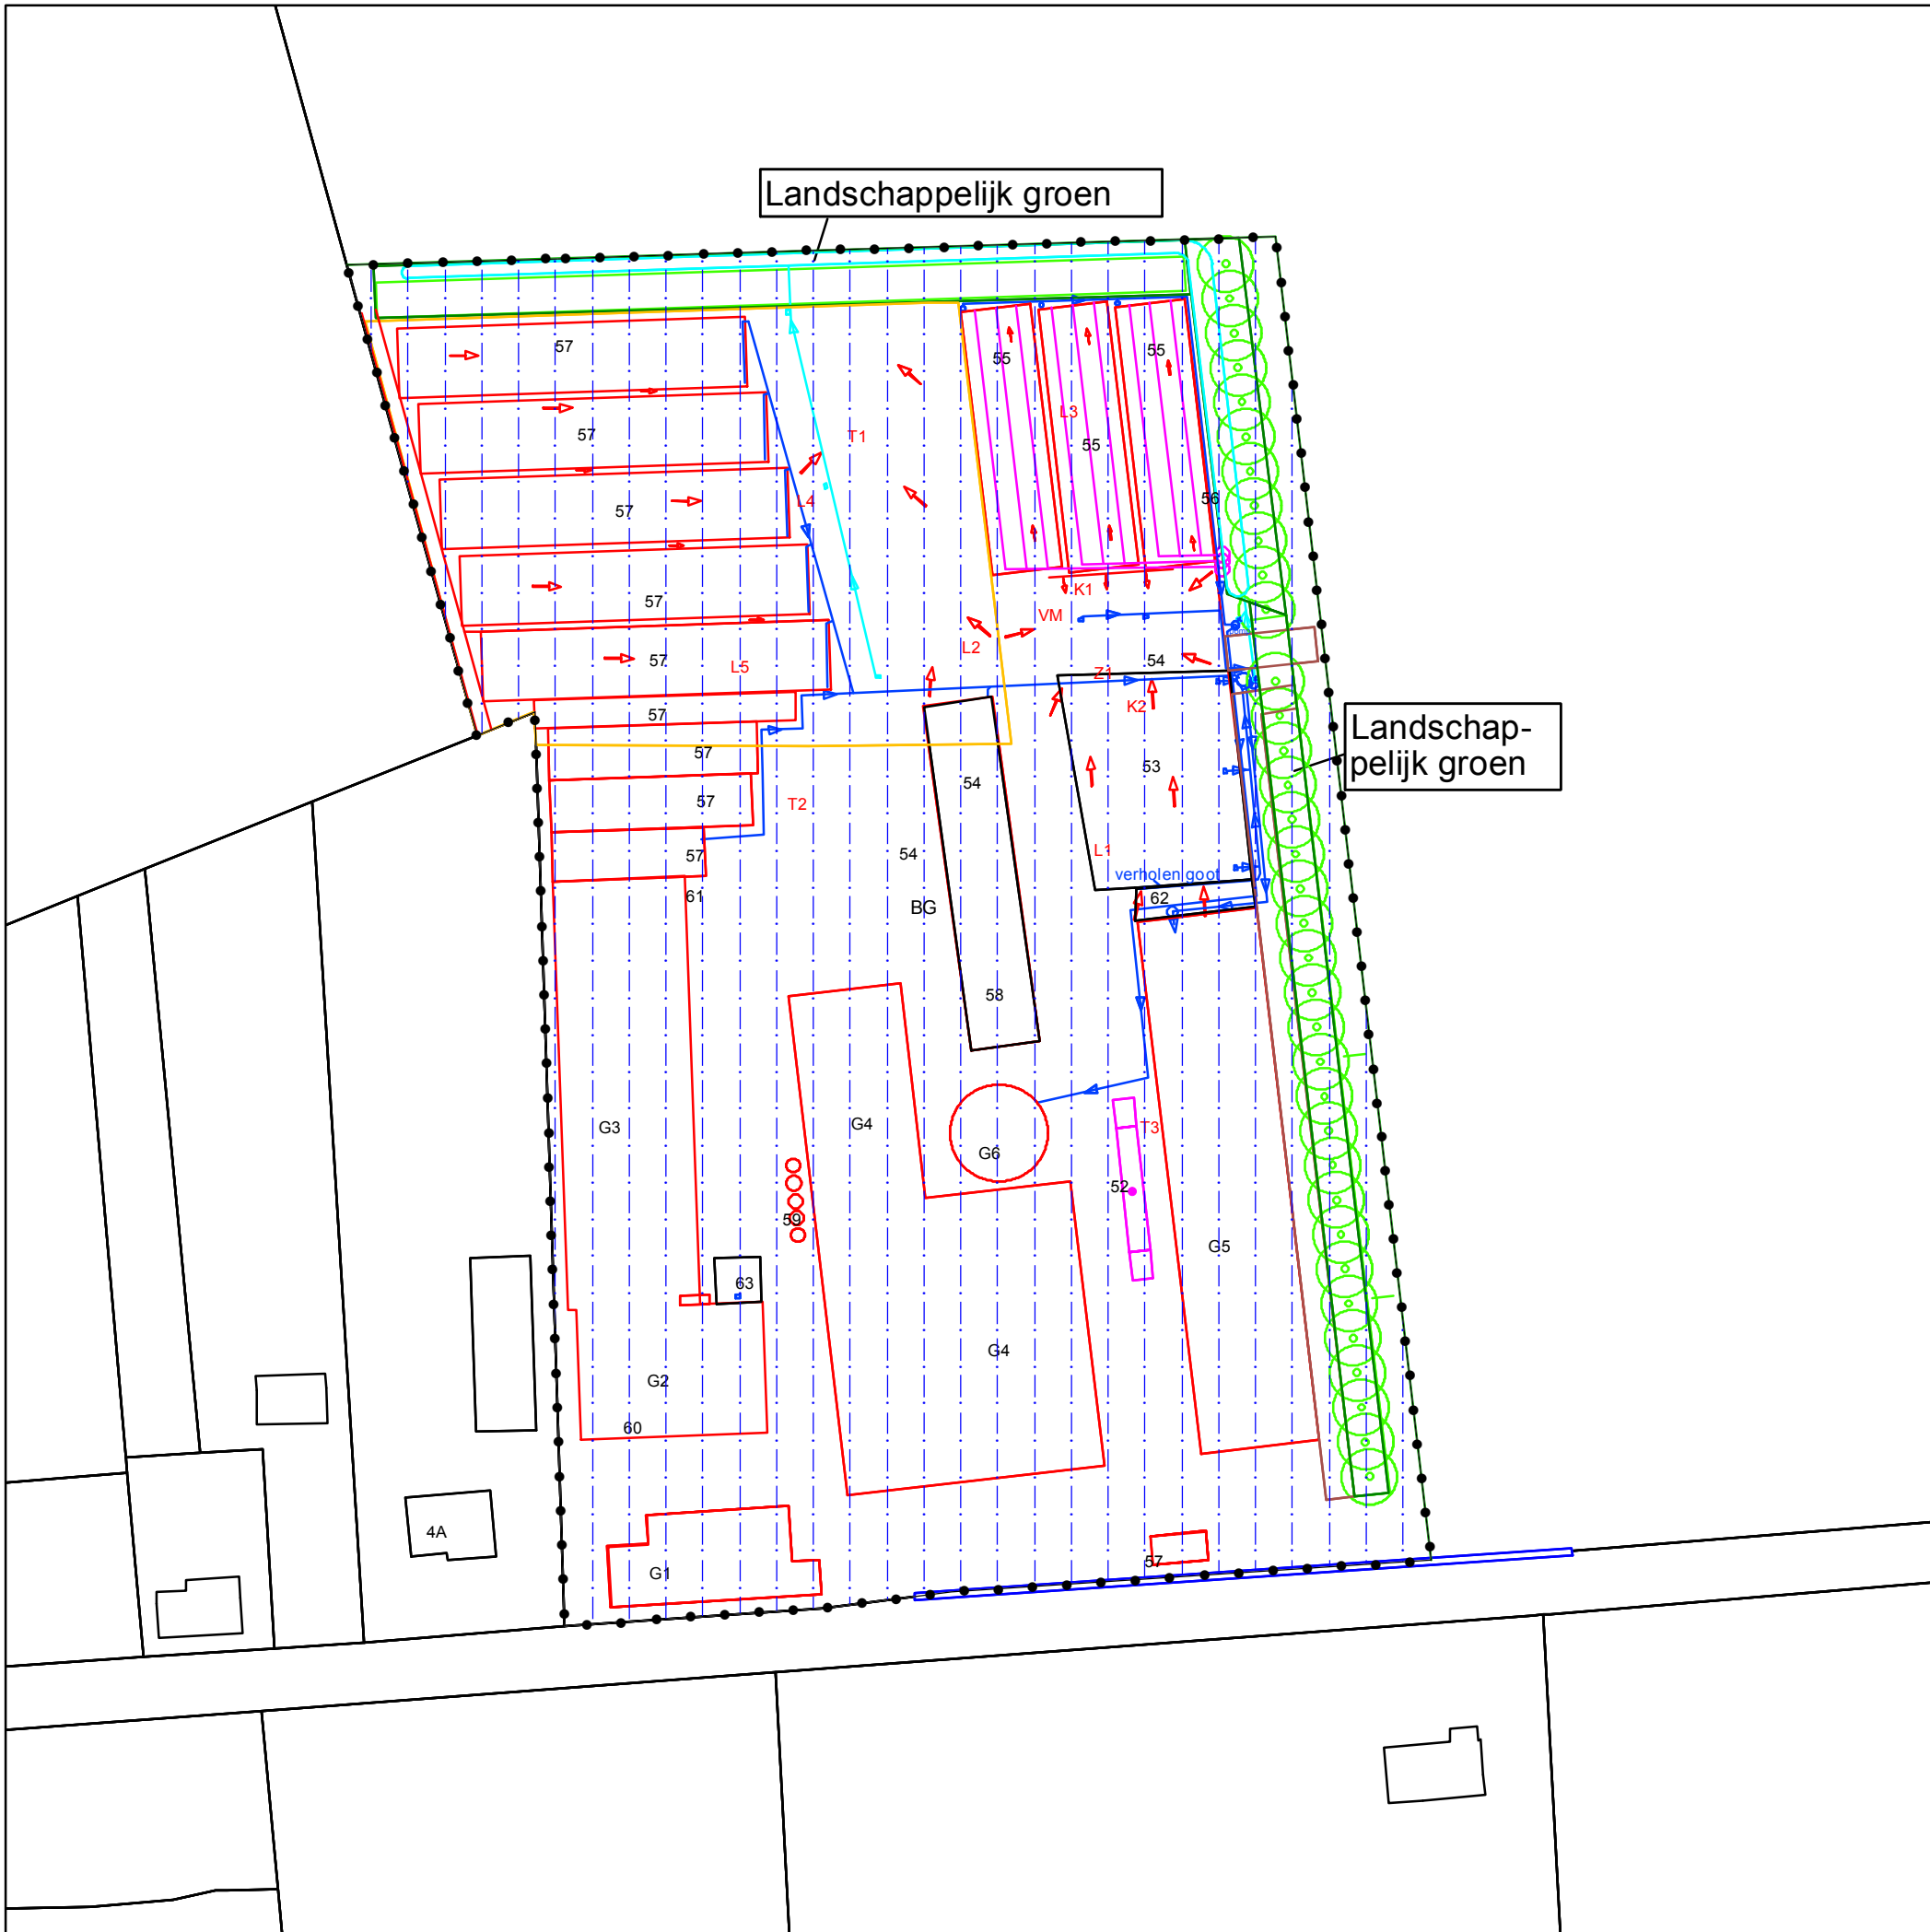 Landschappelijk groen
57
55
55
L3
T1
57
55
L4
56
57
K1
57
VM
L2
57
L5
54
Z1
57
K2
Landschap-
pelijk groen
57
53
54
57
T2
57
54
L1
verholen goot
61
62
BG
58
G3
G4
T3
G6
52
59
G5
63
G4
G2
60
4A
57
G1